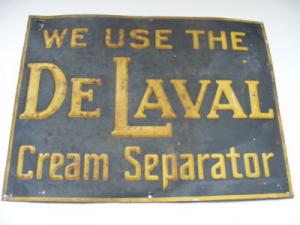 WE USE THE
DE LAVAL
Cream Separator